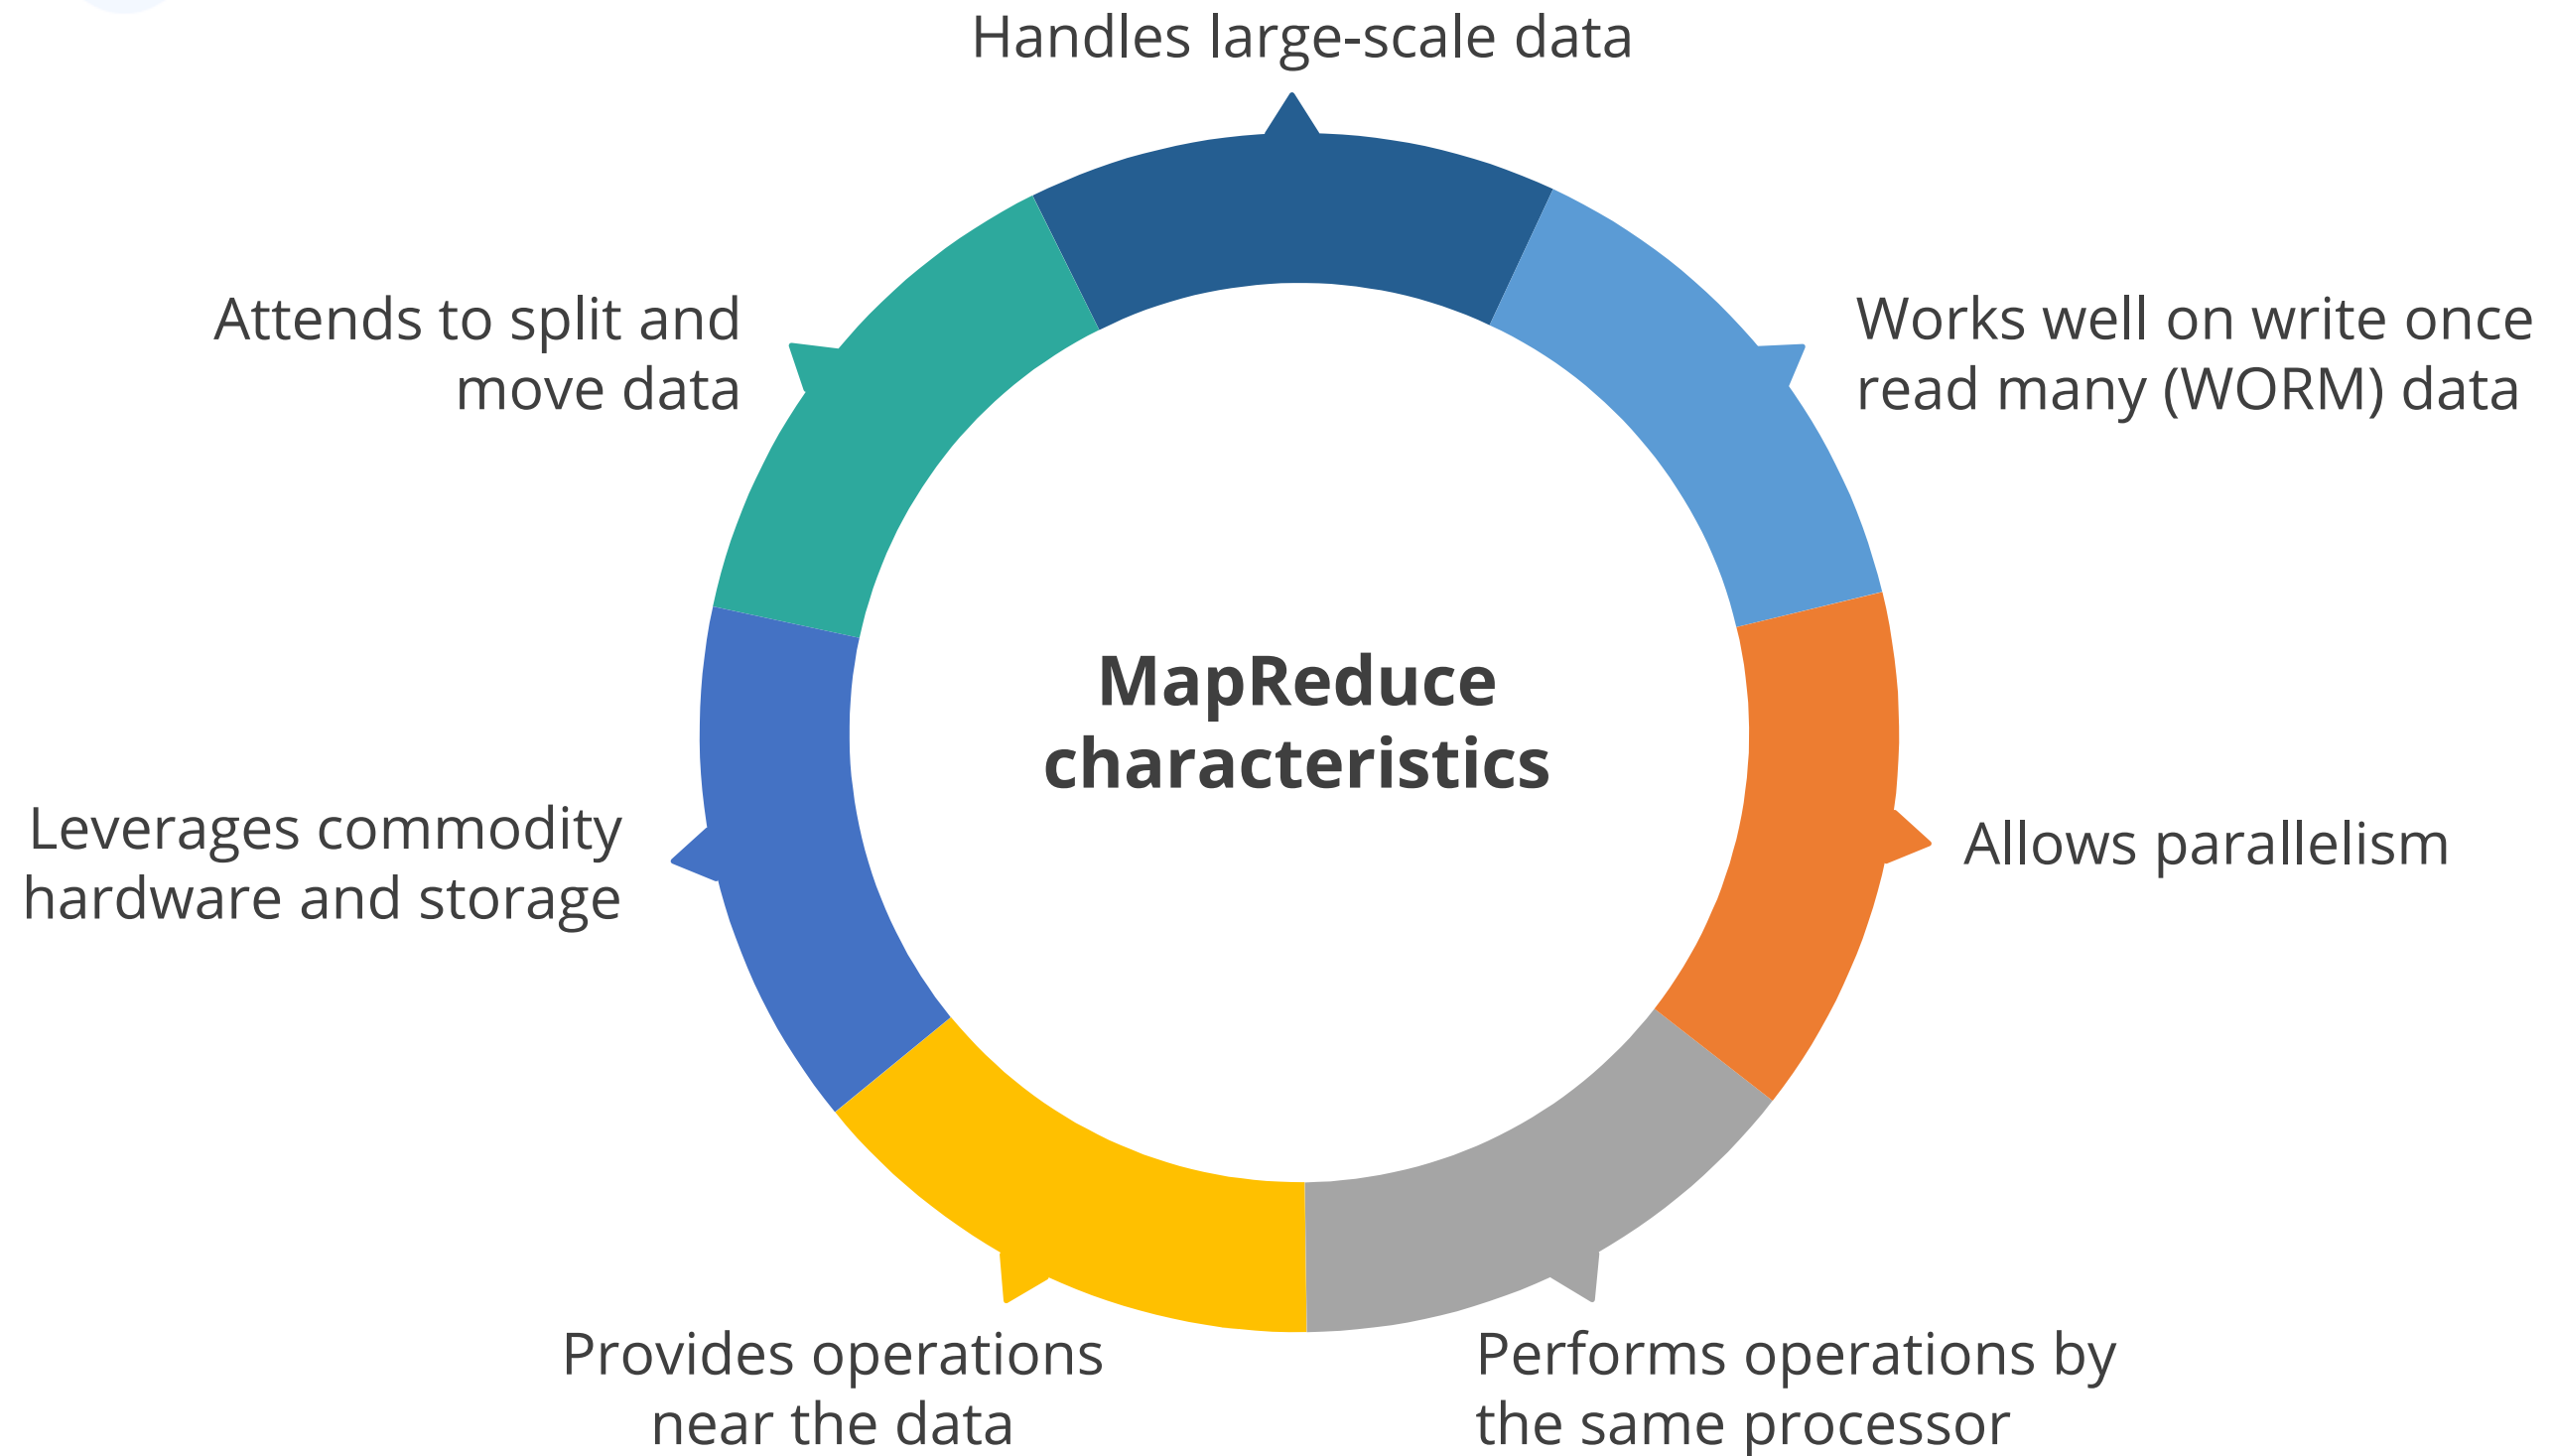 Handles large-scale data
Works well on write once
read many (WORM) data
Allows parallelism
Performs operations by
the same processor
Provides operations
near the data
Leverages commodity
hardware and storage
Attends to split and
move data
MapReduce
characteristics